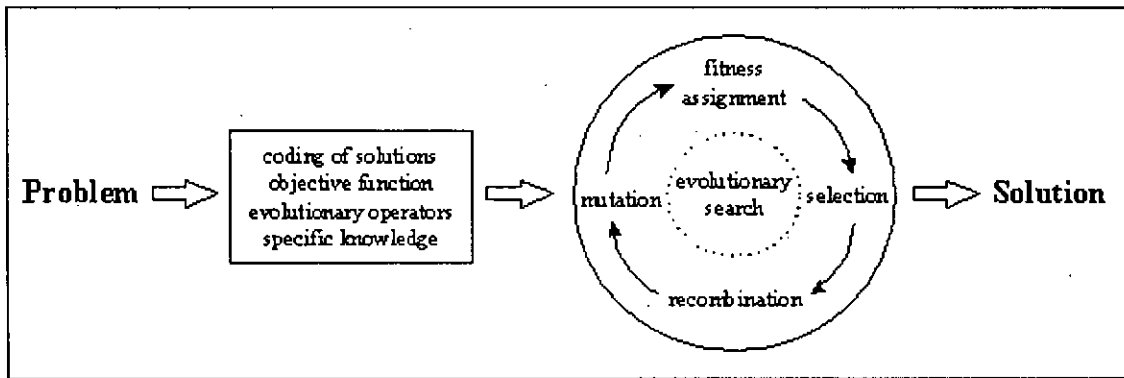 Problem
coding of solutions
objective function
evolutionary operators
specific knowledge
fitness
assignment
mutation
evolutionary
search
selection
recombination
Solution